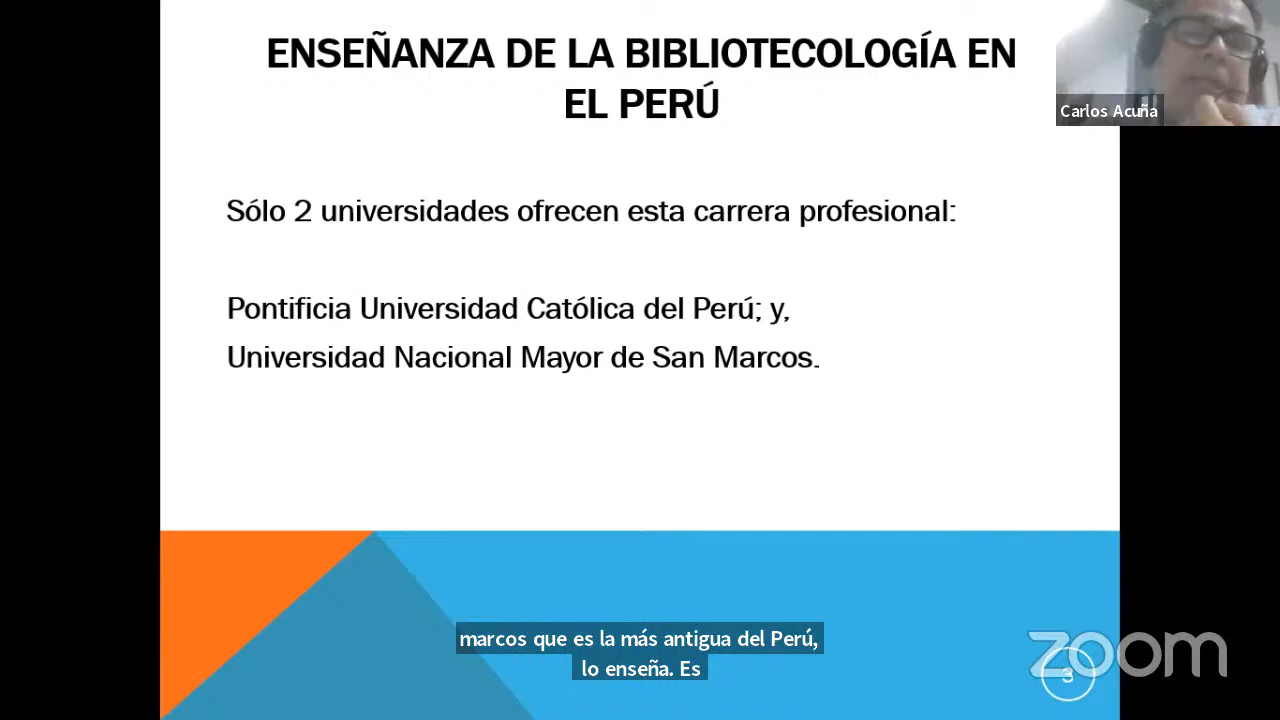 ENSEÑANZA DE LA BIBLIOTECOLOGÍA EN
EL PERÚ
Carlos Acuña
Sólo 2 universidades ofrecen esta carrera profesional:
Pontificia Universidad Católica del Perú; y,
Universidad Nacional Mayor de San Marcos.
marcos que es la más antigua del Perú,
lo enseña. Es
zoom
3